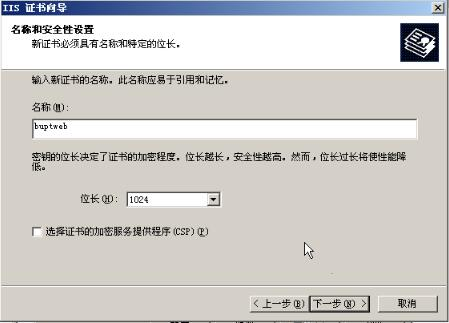 IIS 证书向导
名称和安全性设置
新证书必须具有名称和特定的位长。
输入新证书的名称。此名称应易于引用和记忆。
名称(M):
buptweb
密钥的位长决定了证书的加密程度。位长越长，安全性越高。然而，位长过长将使性能降
低。
位长(H): 1024
选择证书的加密服务提供程序(CSP)(P)
< 上一步(B) 下一步(N) > 取消